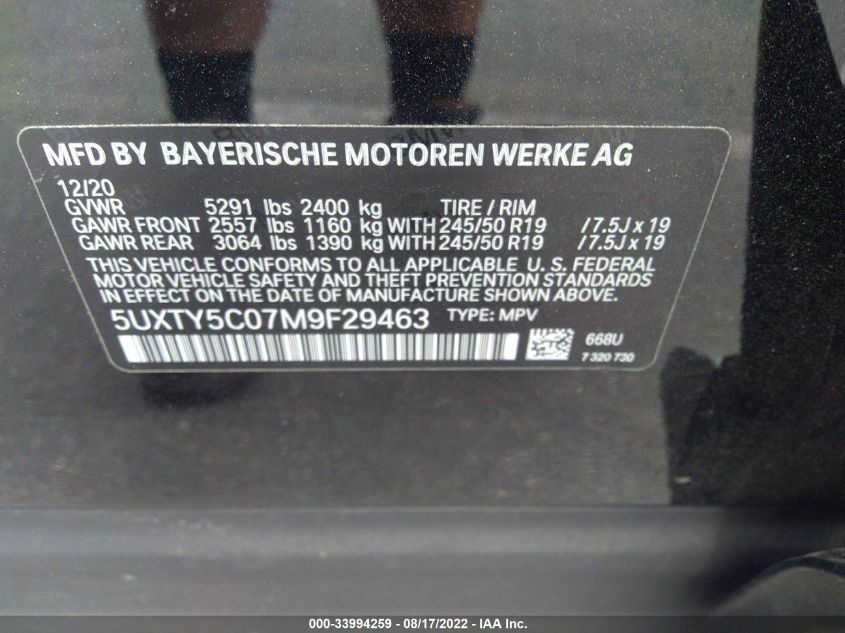 MFD BY BAYERISCHE MOTOREN WERKE AG
12/20
GVWR 5291 lbs 2400 kg TIRE / RIM
GAWR FRONT 2557 lbs 1160 kg WITH 245/50 R19 /7.5J x 19
GAWR REAR 3064 lbs 1390 kg WITH 245/50 R19 /7.5J x 19
THIS VEHICLE CONFORMS TO ALL APPLICABLE U. S. FEDERAL
MOTOR VEHICLE SAFETY AND THEFT PREVENTION STANDARDS
IN EFFECT ON THE DATE OF MANUFACTURE SHOWN ABOVE.
5UXTY5C07M9F29463 TYPE: MPV
668U
7 320 730
000-33994259 - 08/17/2022 - IAA Inc.